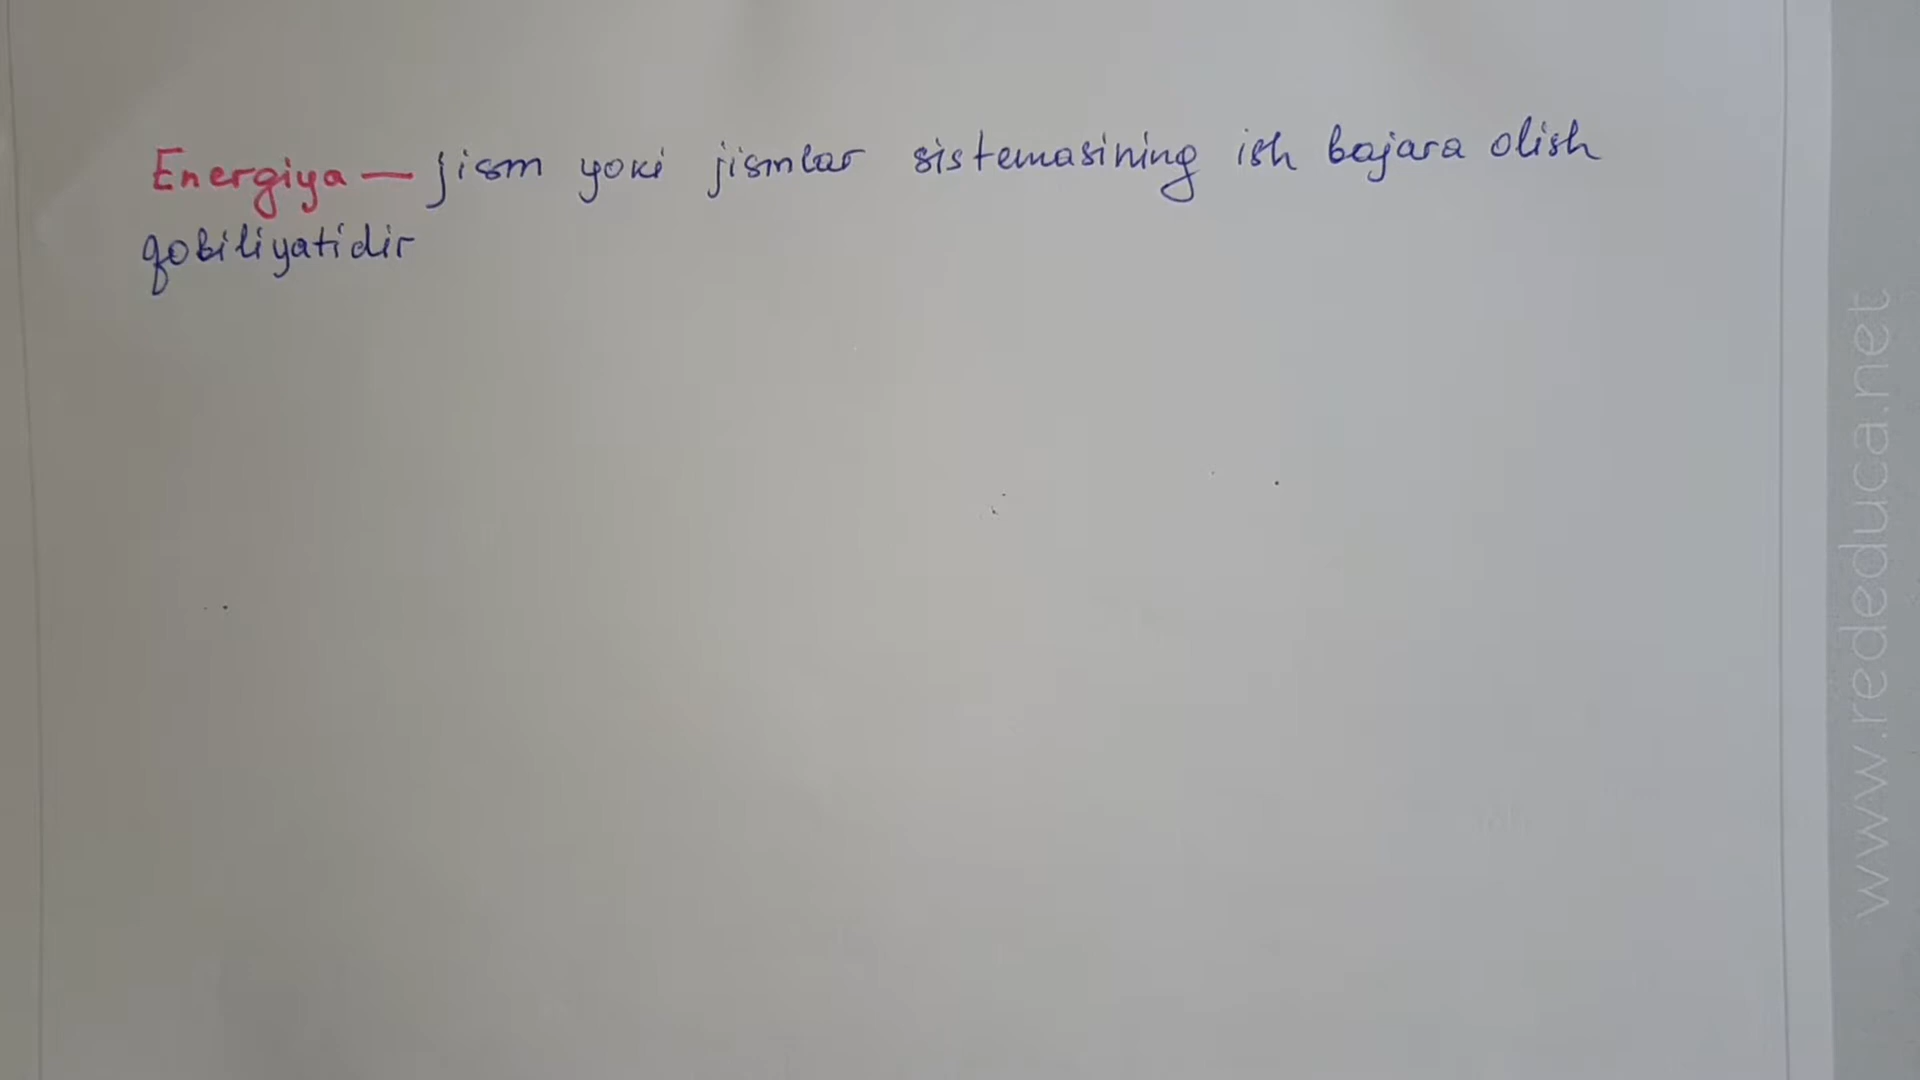 Energiya — jism yoki jismlar sistemasining ish bajara olish
qobiliyatidir
www.rededuca.net